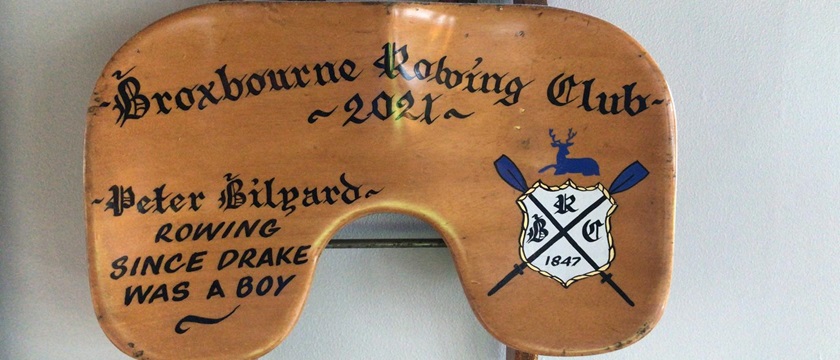 ~Broxbourne Rowing Club~
~2021~
~Peter Bilyard~
ROWING
SINCE DRAKE
WAS A BOY
R
B C
1847